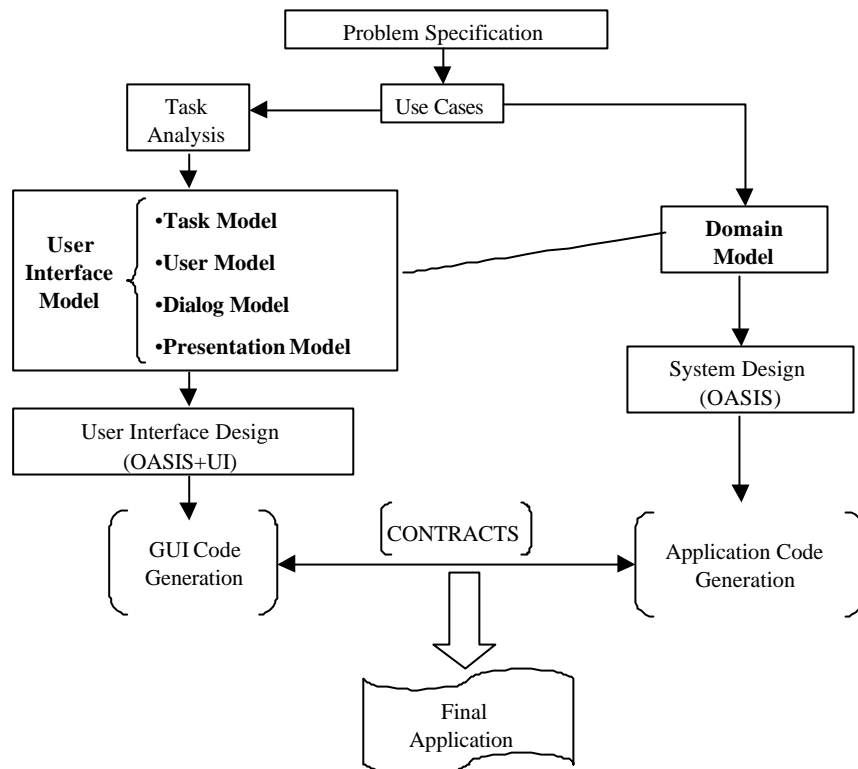 Problem Specification
Task
Analysis
Use Cases
User
Interface
Model
•Task Model
•User Model
•Dialog Model
•Presentation Model
Domain
Model
System Design
(OASIS)
User Interface Design
(OASIS+UI)
GUI Code
Generation
CONTRACTS
Application Code
Generation
Final
Application